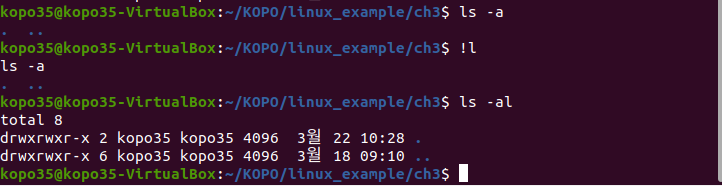 kopo35@kopo35-VirtualBox:~/KOPO/linux_example/ch3$ ls -a
.  ..
kopo35@kopo35-VirtualBox:~/KOPO/linux_example/ch3$ !l
ls -a
.  ..
kopo35@kopo35-VirtualBox:~/KOPO/linux_example/ch3$ ls -al
total 8
drwxrwxr-x 2 kopo35 kopo35 4096  3월 22 10:28 .
drwxrwxr-x 6 kopo35 kopo35 4096  3월 18 09:10 ..
kopo35@kopo35-VirtualBox:~/KOPO/linux_example/ch3$